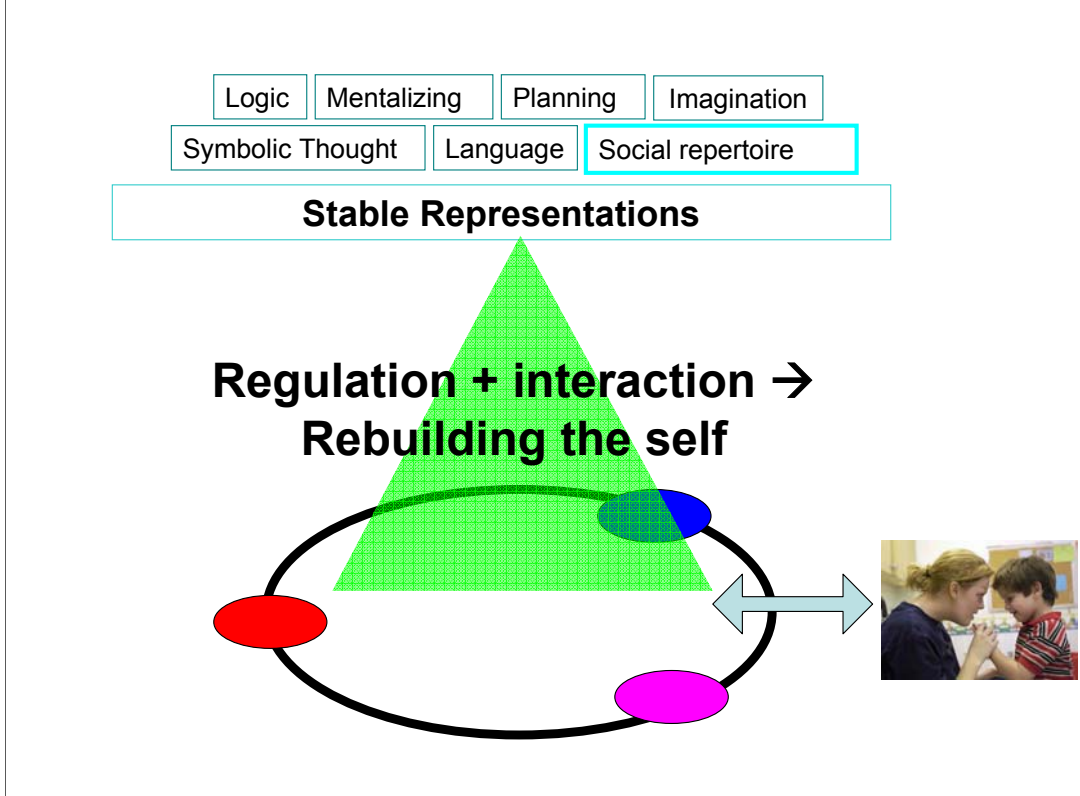 Logic Mentalizing Planning Imagination
Symbolic Thought Language Social repertoire
Stable Representations
Regulation + interaction →
Rebuilding the self